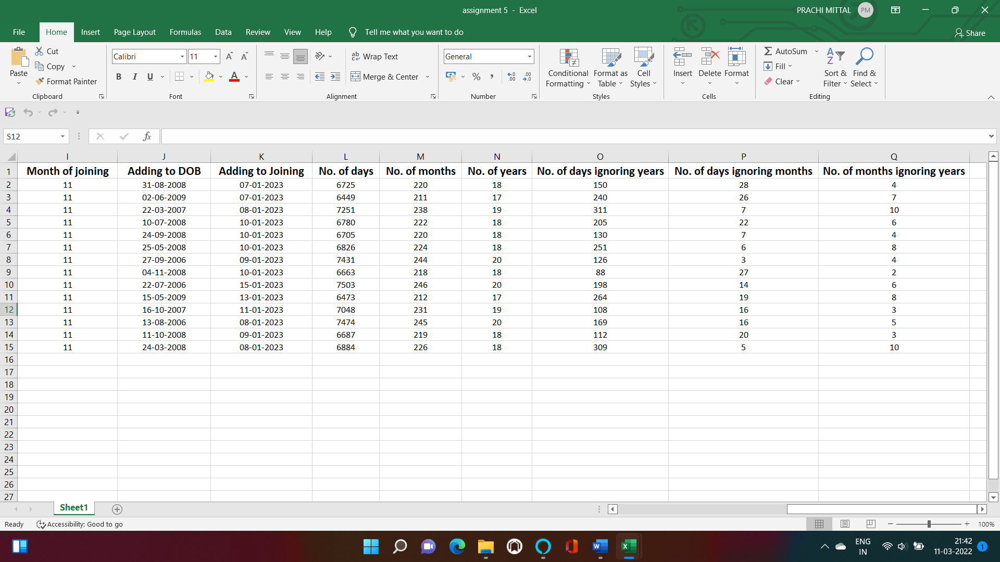 assignment 5 - Excel
PRACHI MITTAL PM
File Home Insert Page Layout Formulas Data Review View Help Tell me what you want to do Share
Paste Cut Copy Format Painter Clipboard
Calibri 11 A A B I U A Font
ab Wrap Text Merge & Center Alignment
General % , .00 .00 Number
Conditional Formatting Format as Table Cell Styles Styles
Insert Delete Format Cells
AutoSum Fill Clear Sort & Filter Find & Select Editing
S12 fx
I J K L M N O P Q
1 Month of joining Adding to DOB Adding to Joining No. of days No. of months No. of years No. of days ignoring years No. of days ignoring months No. of months ignoring years
2 11 31-08-2008 07-01-2023 6725 220 18 150 28 4
3 11 02-06-2009 07-01-2023 6449 211 17 240 26 7
4 11 22-03-2007 08-01-2023 7251 238 19 311 7 10
5 11 10-07-2008 10-01-2023 6780 222 18 205 22 6
6 11 24-09-2008 10-01-2023 6705 220 18 130 7 4
7 11 25-05-2008 10-01-2023 6826 224 18 251 6 8
8 11 27-09-2006 09-01-2023 7431 244 20 126 3 4
9 11 04-11-2008 10-01-2023 6663 218 18 88 27 2
10 11 22-07-2006 15-01-2023 7503 246 20 198 14 6
11 11 15-05-2009 13-01-2023 6473 212 17 264 19 8
12 11 16-10-2007 11-01-2023 7048 231 19 108 16 3
13 11 13-08-2006 08-01-2023 7474 245 20 169 16 5
14 11 11-10-2008 09-01-2023 6687 219 18 112 20 3
15 11 24-03-2008 08-01-2023 6884 226 18 309 5 10
16
17
18
19
20
21
22
23
24
25
26
27
Sheet1
Ready Accessibility: Good to go 100%
ENG 21:42
IN 11-03-2022 1